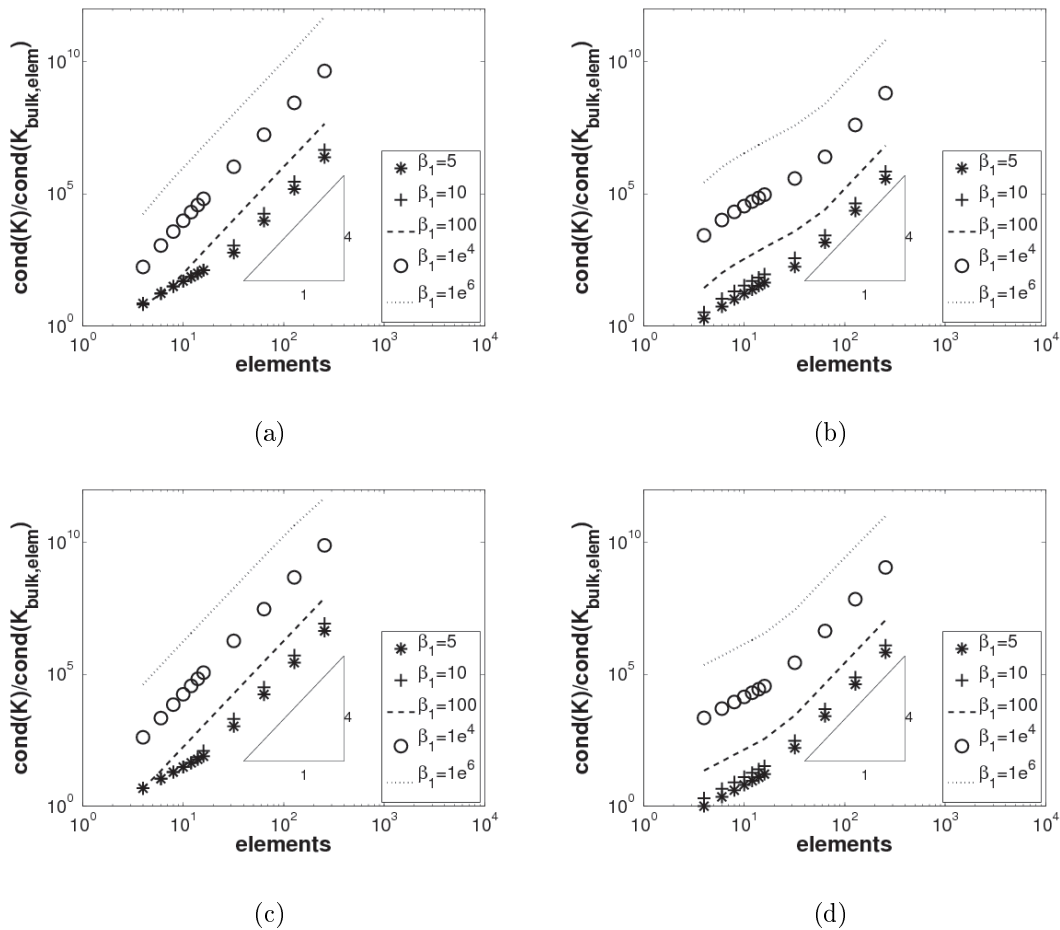 cond(K)/cond(K_bulk,elem)
10^10
10^5
10^0
10^0 10^1 10^2 10^3 10^4
elements
4
1
β_1=5
β_1=10
β_1=100
β_1=1e^4
β_1=1e^6
(a)
cond(K)/cond(K_bulk,elem)
10^10
10^5
10^0
10^0 10^1 10^2 10^3 10^4
elements
4
1
β_1=5
β_1=10
β_1=100
β_1=1e^4
β_1=1e^6
(b)
cond(K)/cond(K_bulk,elem)
10^10
10^5
10^0
10^0 10^1 10^2 10^3 10^4
elements
4
1
β_1=5
β_1=10
β_1=100
β_1=1e^4
β_1=1e^6
(c)
cond(K)/cond(K_bulk,elem)
10^10
10^5
10^0
10^0 10^1 10^2 10^3 10^4
elements
4
1
β_1=5
β_1=10
β_1=100
β_1=1e^4
β_1=1e^6
(d)